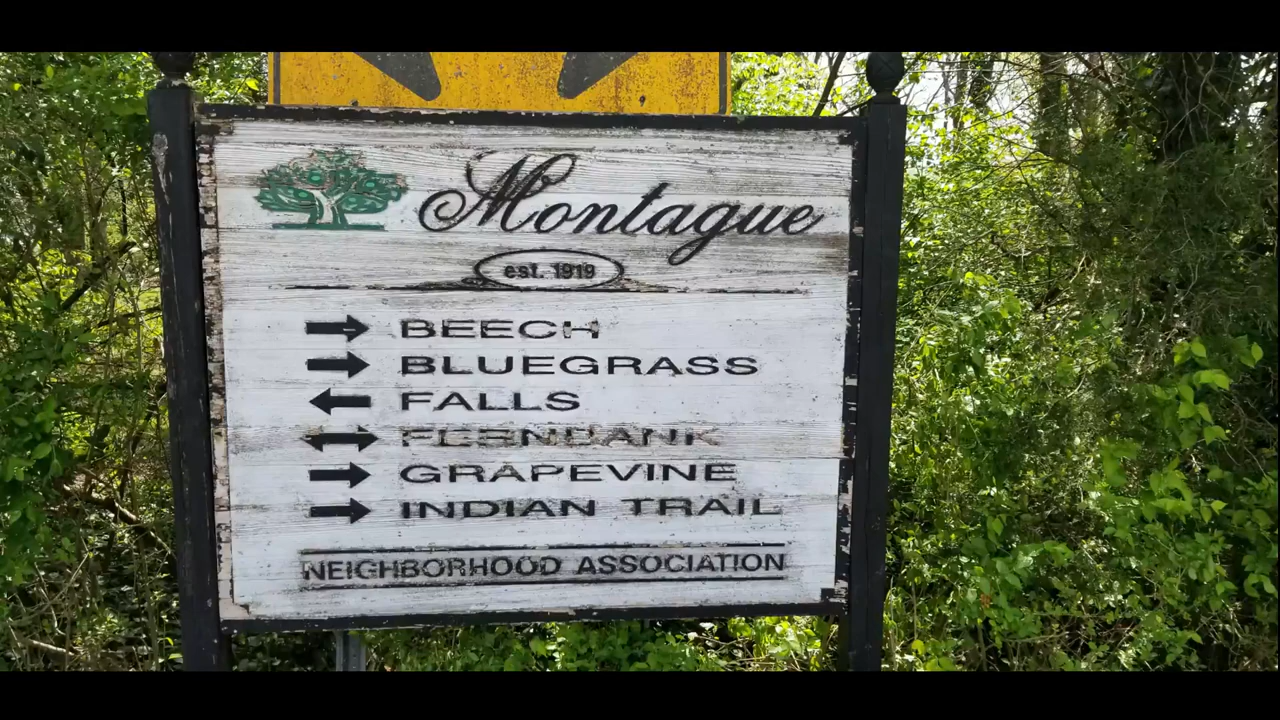 Montague
est. 1919
BEECH
BLUEGRASS
FALLS
FERNBANK
GRAPEVINE
INDIAN TRAIL
NEIGHBORHOOD ASSOCIATION